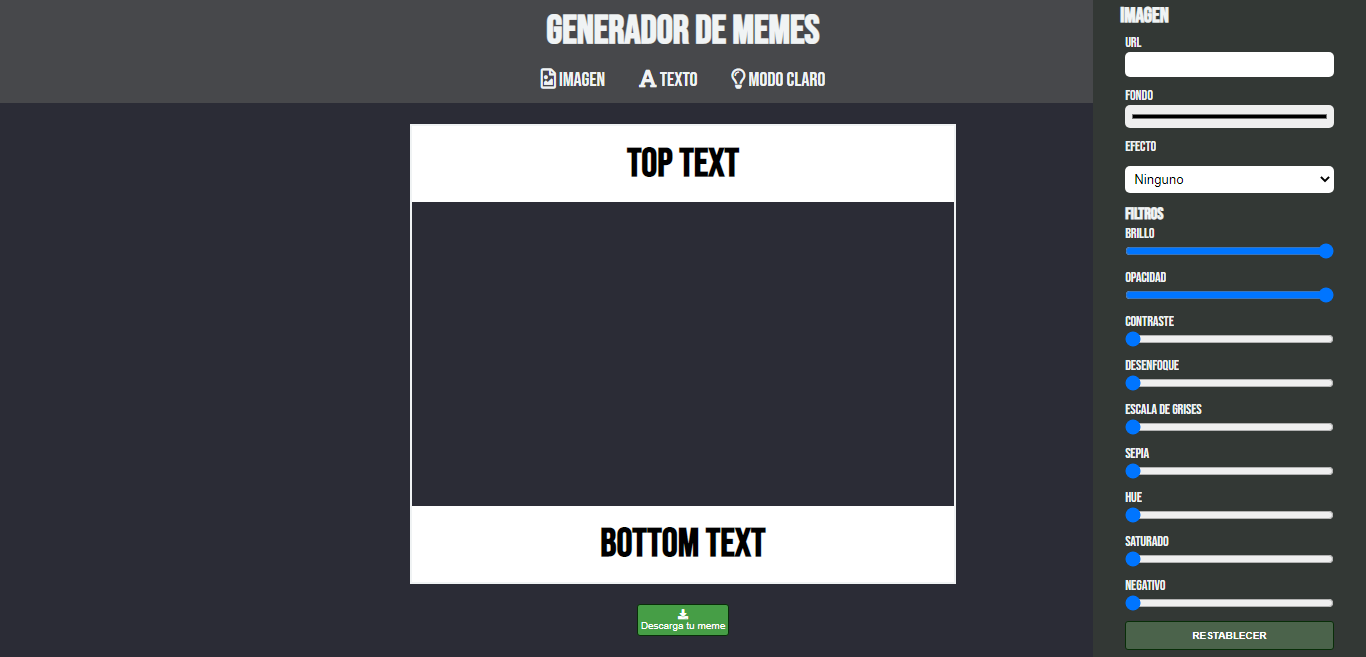 GENERADOR DE MEMES
IMAGEN
TEXTO
MODO CLARO
TOP TEXT
BOTTOM TEXT
Descarga tu meme
IMAGEN
URL
FONDO
EFECTO
Ninguno
FILTROS
BRILLO
OPACIDAD
CONTRASTE
DESENFOQUE
ESCALA DE GRISES
SEPIA
HUE
SATURADO
NEGATIVO
RESTABLECER